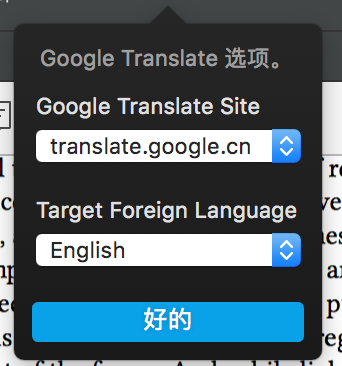 Google Translate 选项。
Google Translate Site
translate.google.cn
Target Foreign Language
English
好的